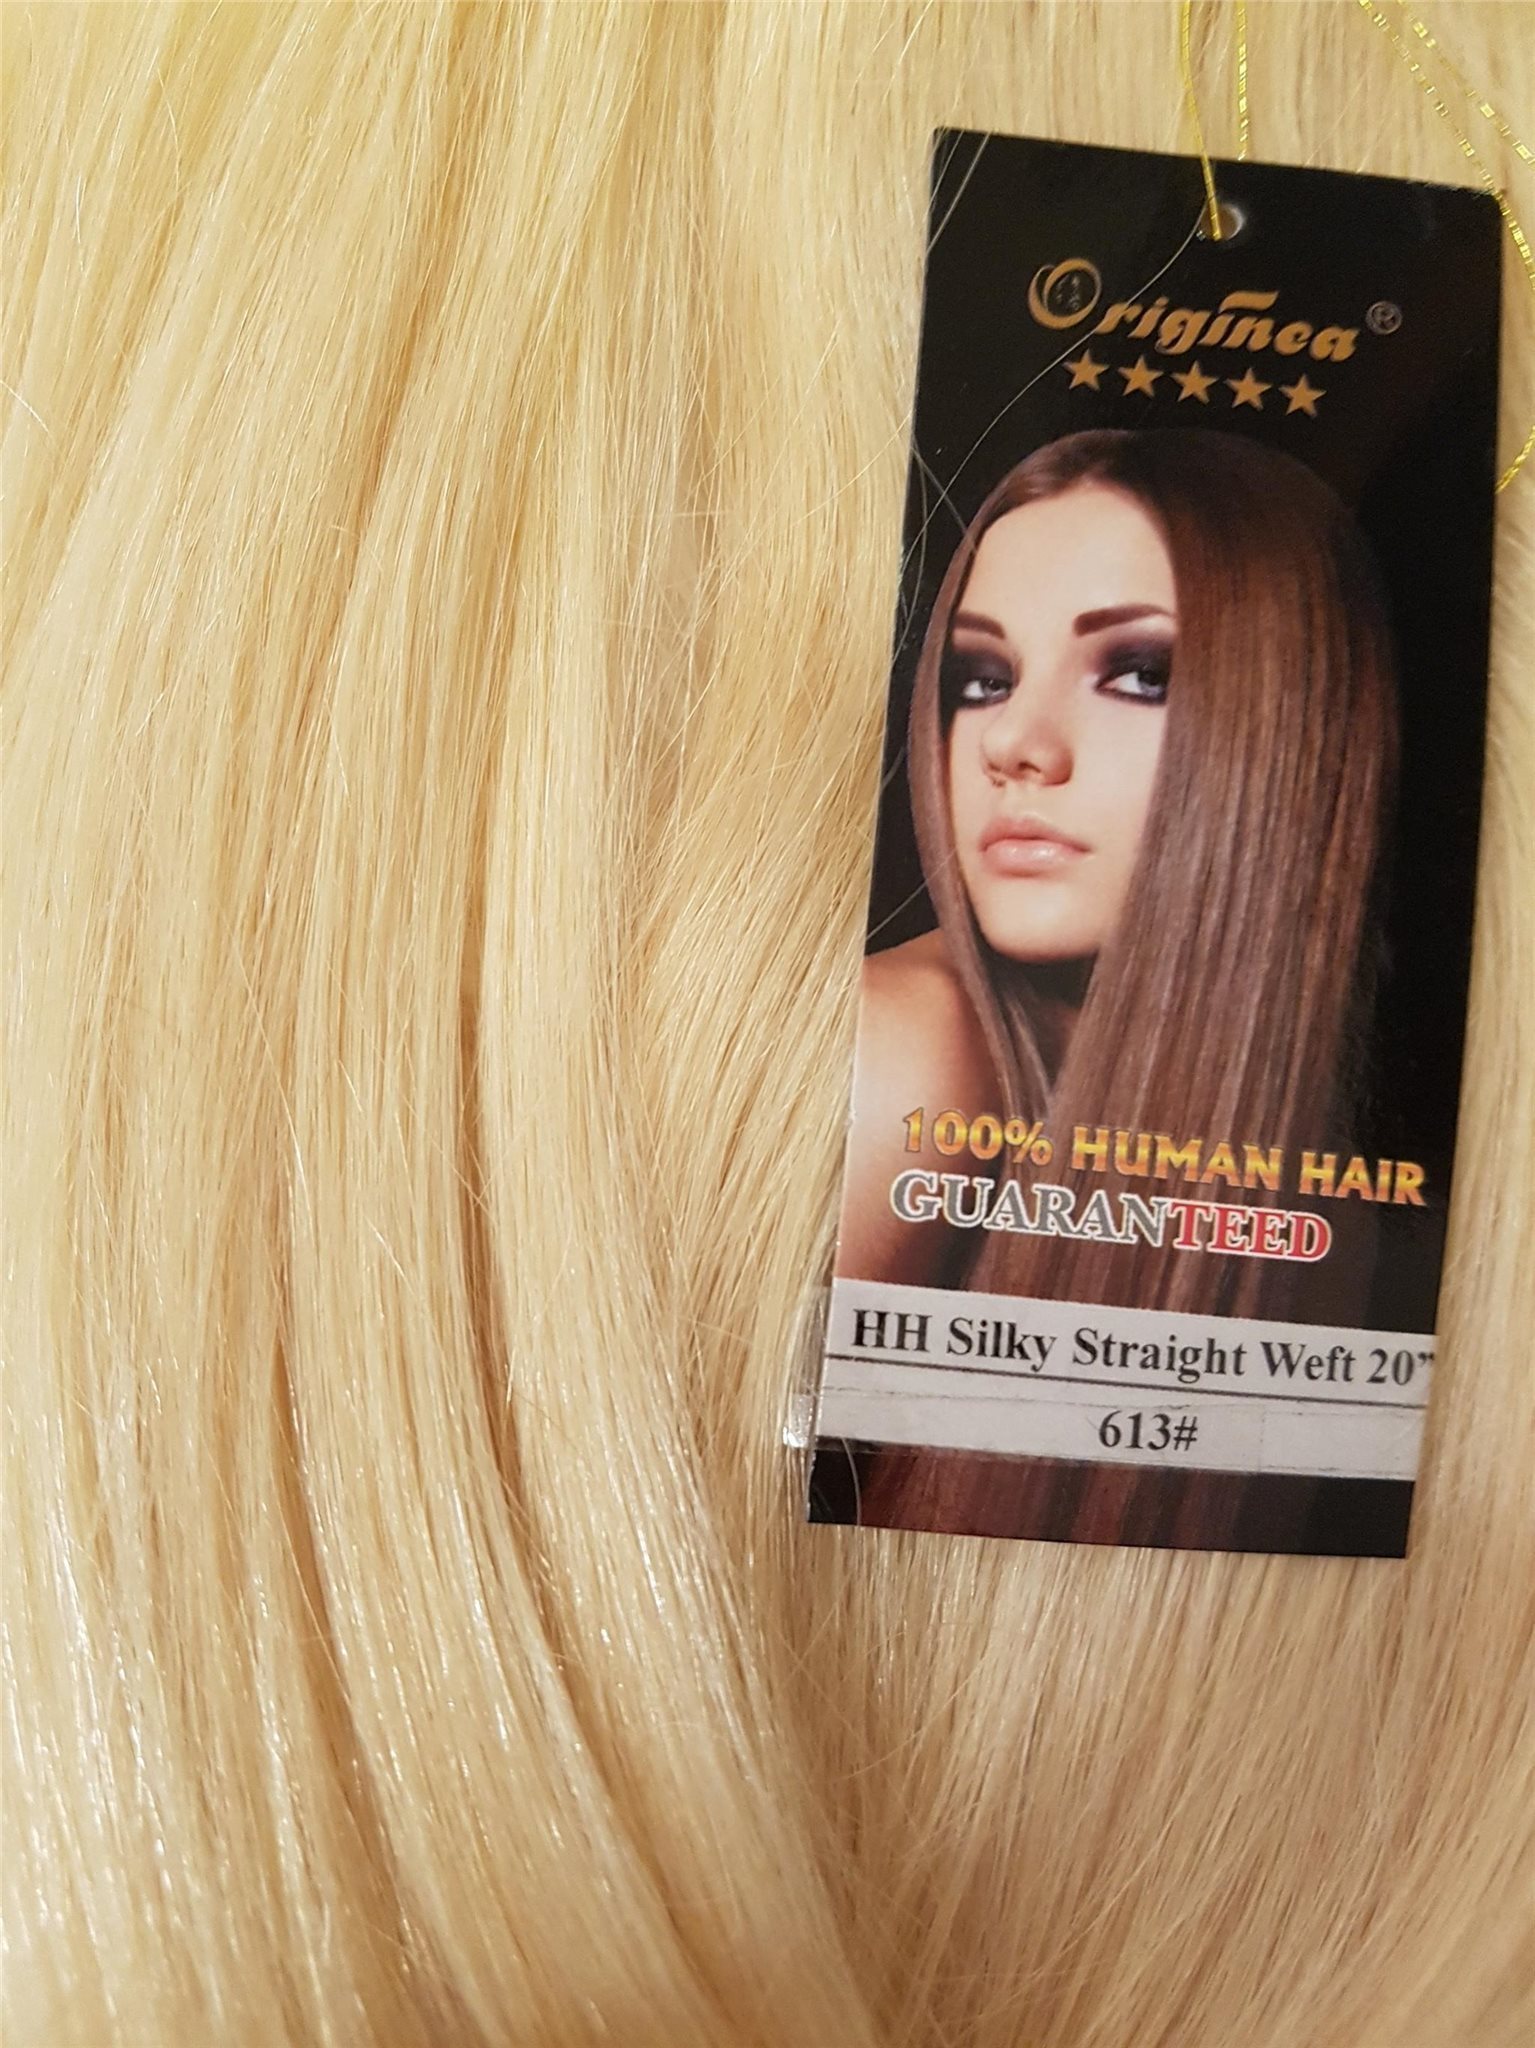 Originea®
100% HUMAN HAIR
GUARANTEED
HH Silky Straight Weft 20”
613#